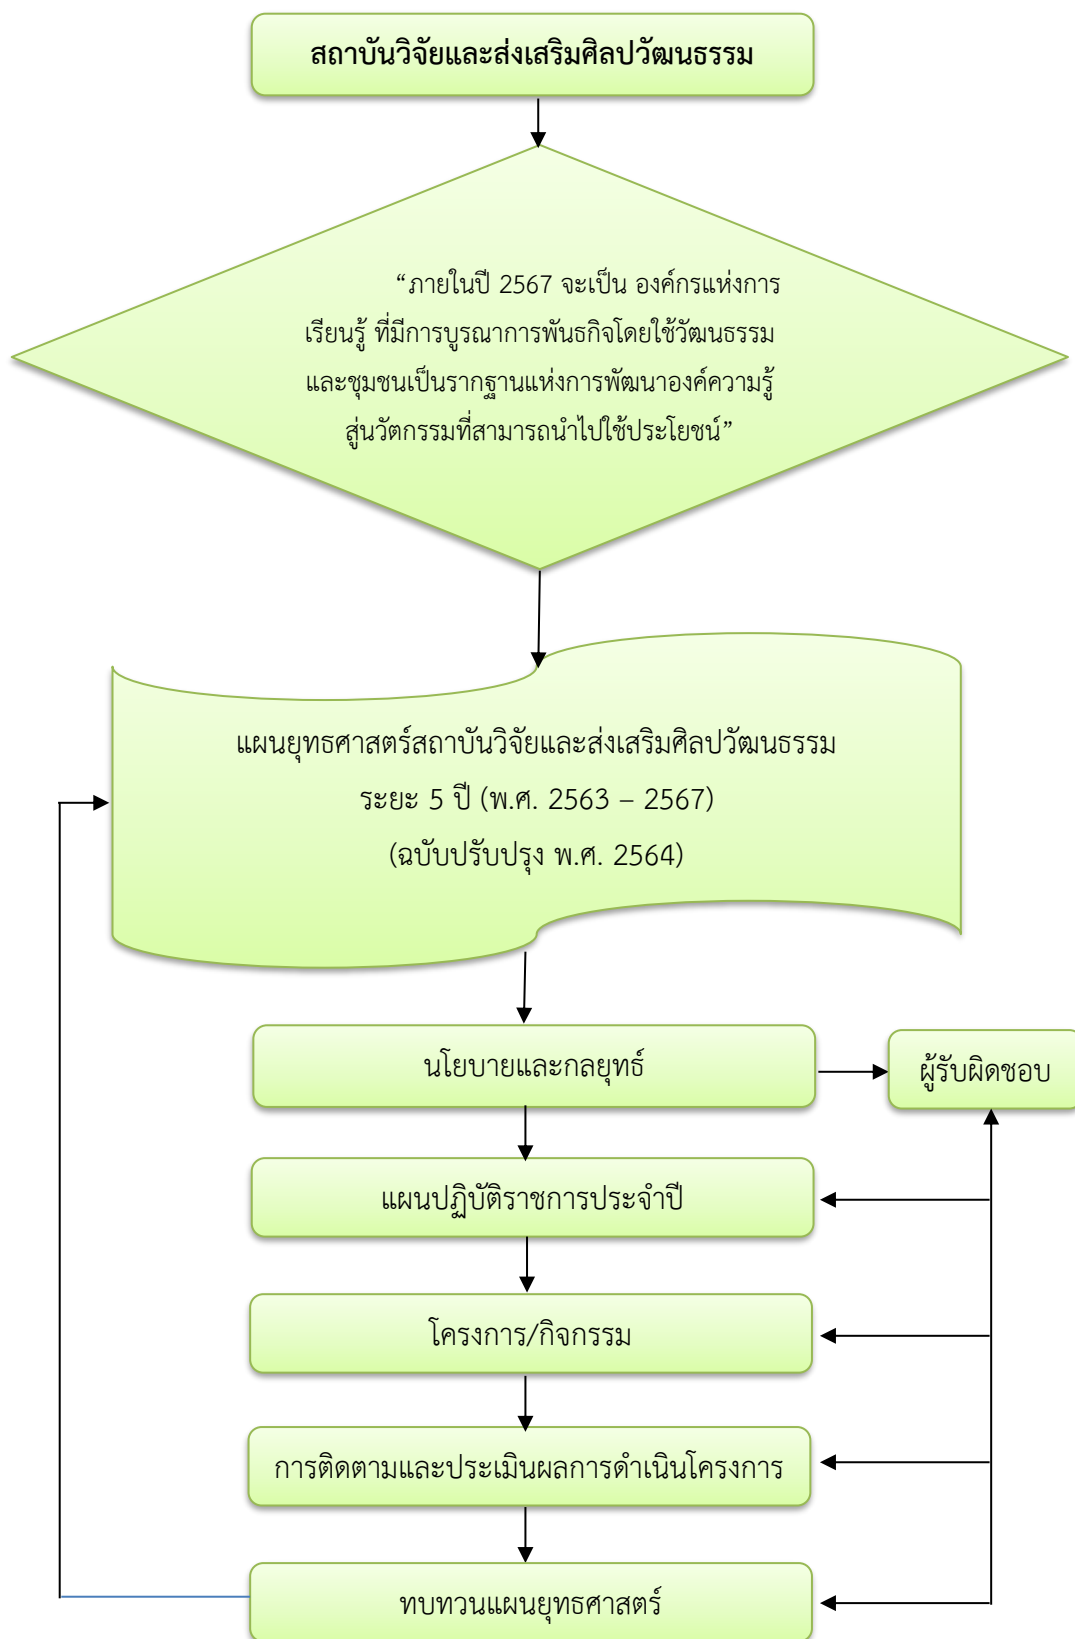 สถาบันวิจัยและส่งเสริมศิลปวัฒนธรรม
“ภายในปี 2567 จะเป็น องค์กรแห่งการ
เรียนรู้ ที่มีการบูรณาการพันธกิจโดยใช้วัฒนธรรม
และชุมชนเป็นรากฐานแห่งการพัฒนาองค์ความรู้
สู่นวัตกรรมที่สามารถนำไปใช้ประโยชน์”
แผนยุทธศาสตร์สถาบันวิจัยและส่งเสริมศิลปวัฒนธรรม
ระยะ 5 ปี (พ.ศ. 2563 – 2567)
(ฉบับปรับปรุง พ.ศ. 2564)
นโยบายและกลยุทธ์
ผู้รับผิดชอบ
แผนปฏิบัติราชการประจำปี
โครงการ/กิจกรรม
การติดตามและประเมินผลการดำเนินโครงการ
ทบทวนแผนยุทธศาสตร์